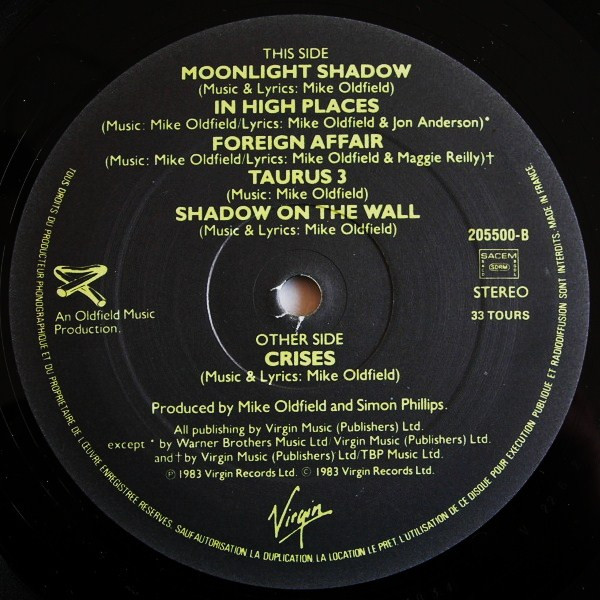 THIS SIDE
MOONLIGHT SHADOW
(Music & Lyrics: Mike Oldfield)
IN HIGH PLACES
(Music: Mike Oldfield/Lyrics: Mike Oldfield & Jon Anderson)*
FOREIGN AFFAIR
(Music: Mike Oldfield/Lyrics: Mike Oldfield & Maggie Reilly)†
TAURUS 3
(Music: Mike Oldfield)
SHADOW ON THE WALL
(Music & Lyrics: Mike Oldfield)
205500-B
SACEM
SDRM
STEREO
33 TOURS
An Oldfield Music
Production.
OTHER SIDE
CRISES
(Music & Lyrics: Mike Oldfield)
Produced by Mike Oldfield and Simon Phillips.
All publishing by Virgin Music (Publishers) Ltd.
except * by Warner Brothers Music Ltd/Virgin Music (Publishers) Ltd.
and † by Virgin Music (Publishers) Ltd/TBP Music Ltd.
℗ 1983 Virgin Records Ltd. © 1983 Virgin Records Ltd.
Virgin
TOUS DROITS DU PRODUCTEUR PHONOGRAPHIQUE ET DU PROPRIETAIRE DE L'ŒUVRE ENREGISTREE RESERVES. SAUF AUTORISATION LA DUPLICATION, LA LOCATION LE PRET, L'UTILISATION DE CE DISQUE POUR EXECUTION PUBLIQUE ET RADIODIFFUSION SONT INTERDITS. MADE IN FRANCE.